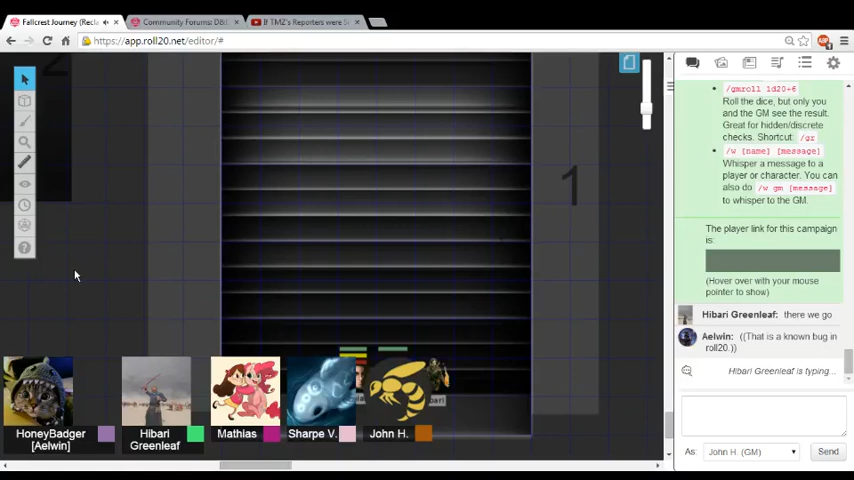 Fallcrest Journey (Recla
Community Forums: D&
IF TMZ's Reporters were S
https://app.roll20.net/editor/#
2
1
/gmroll 1d20+6
Roll the dice, but only you
and the GM see the result.
Great for hidden/discrete
checks. Shortcut: /gr
/w [name] [message]
Whisper a message to a
player or character. You can
also do /w gm [message]
to whisper to the GM.
The player link for this campaign
is:
(Hover over with your mouse
pointer to show)
Hibari Greenleaf: there we go
Aelwin: ((That is a known bug in
roll20.))
Hibari Greenleaf is typing...
HoneyBadger
[Aelwin]
Hibari
Greenleaf
Mathias
Sharpe V.
John H.
As:
John H. (GM)
Send